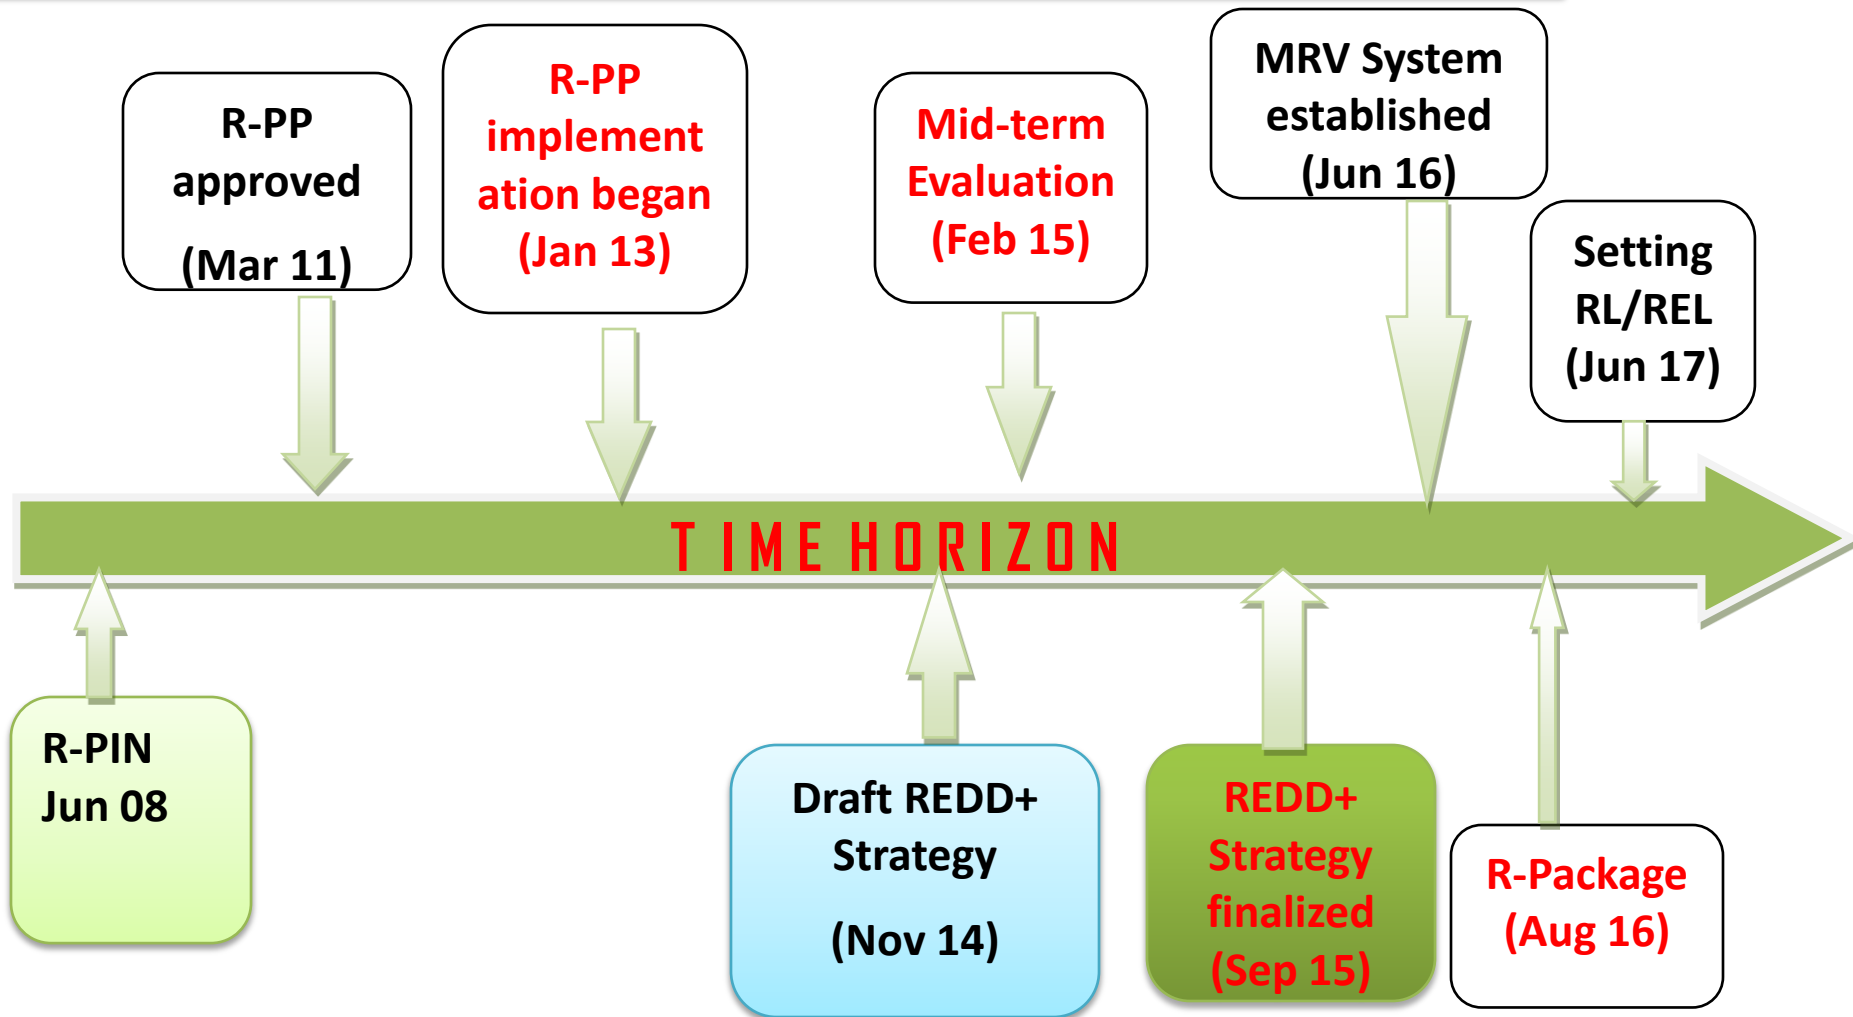 R-PP
approved
(Mar 11)
R-PP
implement
ation began
(Jan 13)
Mid-term
Evaluation
(Feb 15)
MRV System
established
(Jun 16)
Setting
RL/REL
(Jun 17)
TIME HORIZON
R-PIN
Jun 08
Draft REDD+
Strategy
(Nov 14)
REDD+
Strategy
finalized
(Sep 15)
R-Package
(Aug 16)